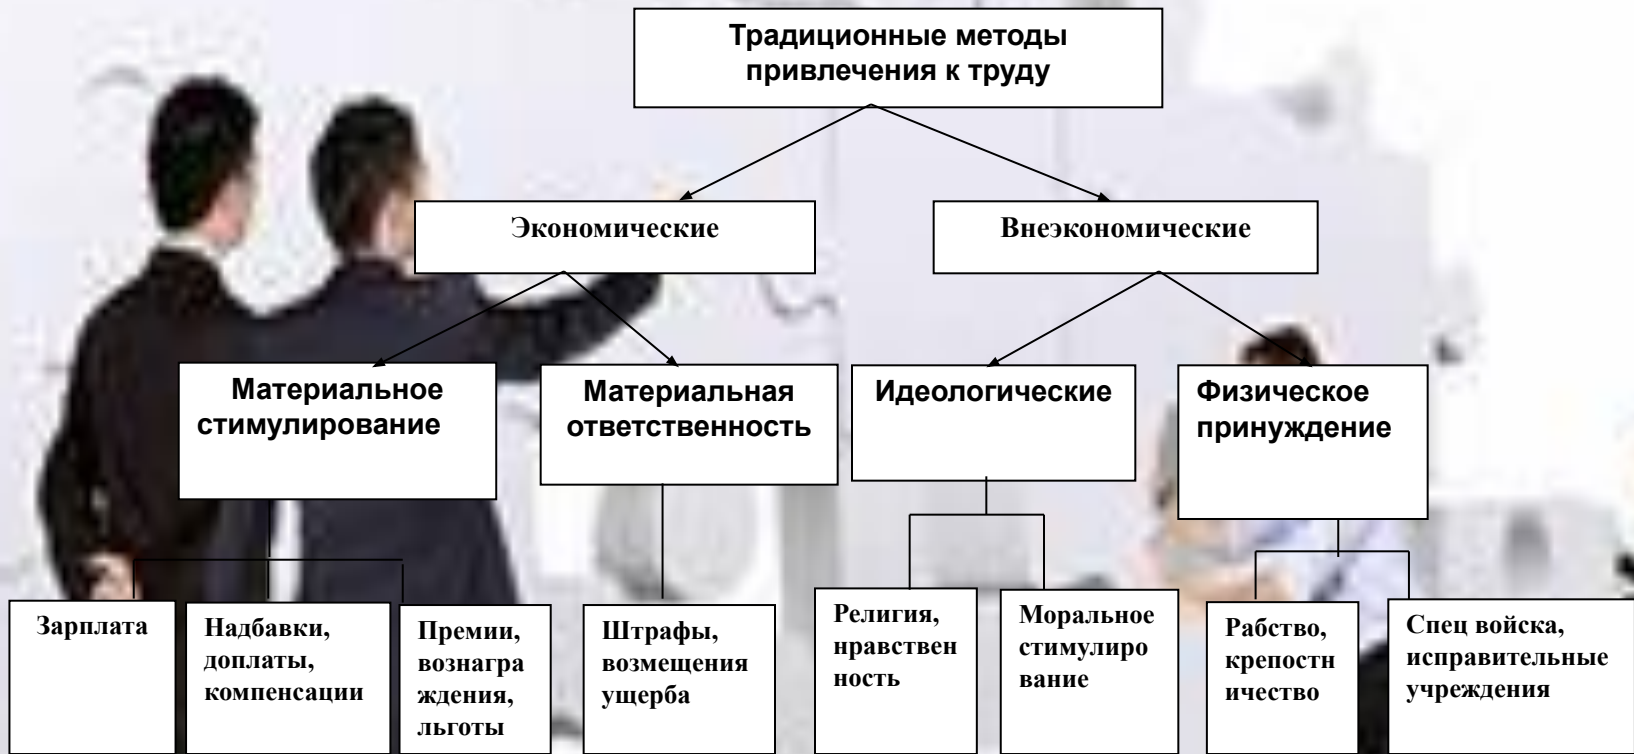 Традиционные методы
привлечения к труду
Экономические
Внеэкономические
Материальное
стимулирование
Материальная
ответственность
Идеологические
Физическое
принуждение
Зарплата
Надбавки,
доплаты,
компенсации
Премии,
вознагра
ждения,
льготы
Штрафы,
возмещения
ущерба
Религия,
нравствен
ность
Моральное
стимулиро
вание
Рабство,
крепостн
ичество
Спец войска,
исправительные
учреждения